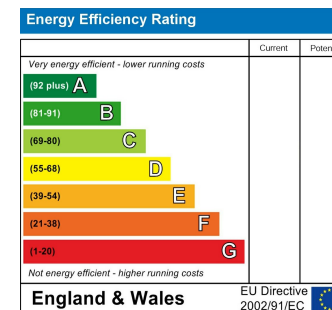 Energy Efficiency Rating
Current Poten
Very energy efficient - lower running costs
(92 plus) A
(81-91) B
(69-80) C
(55-68) D
(39-54) E
(21-38) F
(1-20) G
Not energy efficient - higher running costs
England & Wales
EU Directive
2002/91/EC